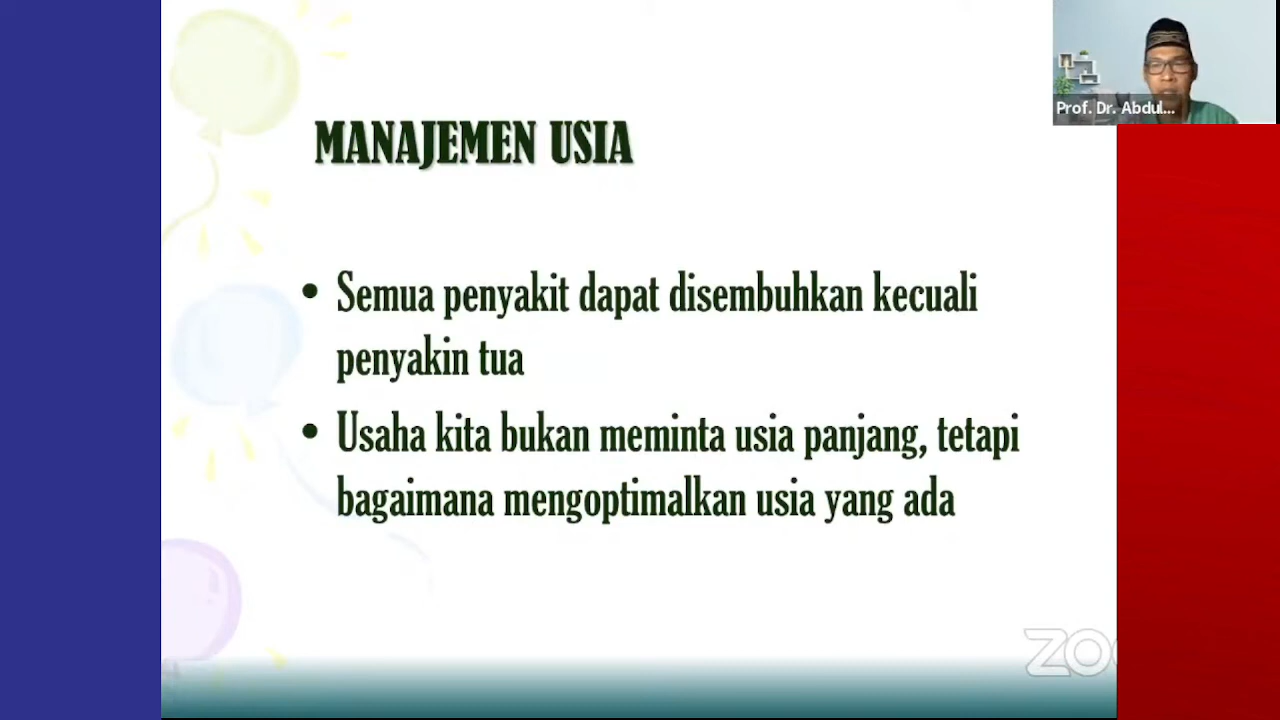 Prof. Dr. Abdul...
MANAJEMEN USIA
• Semua penyakit dapat disembuhkan kecuali
penyakin tua
• Usaha kita bukan meminta usia panjang, tetapi
bagaimana mengoptimalkan usia yang ada
ZO